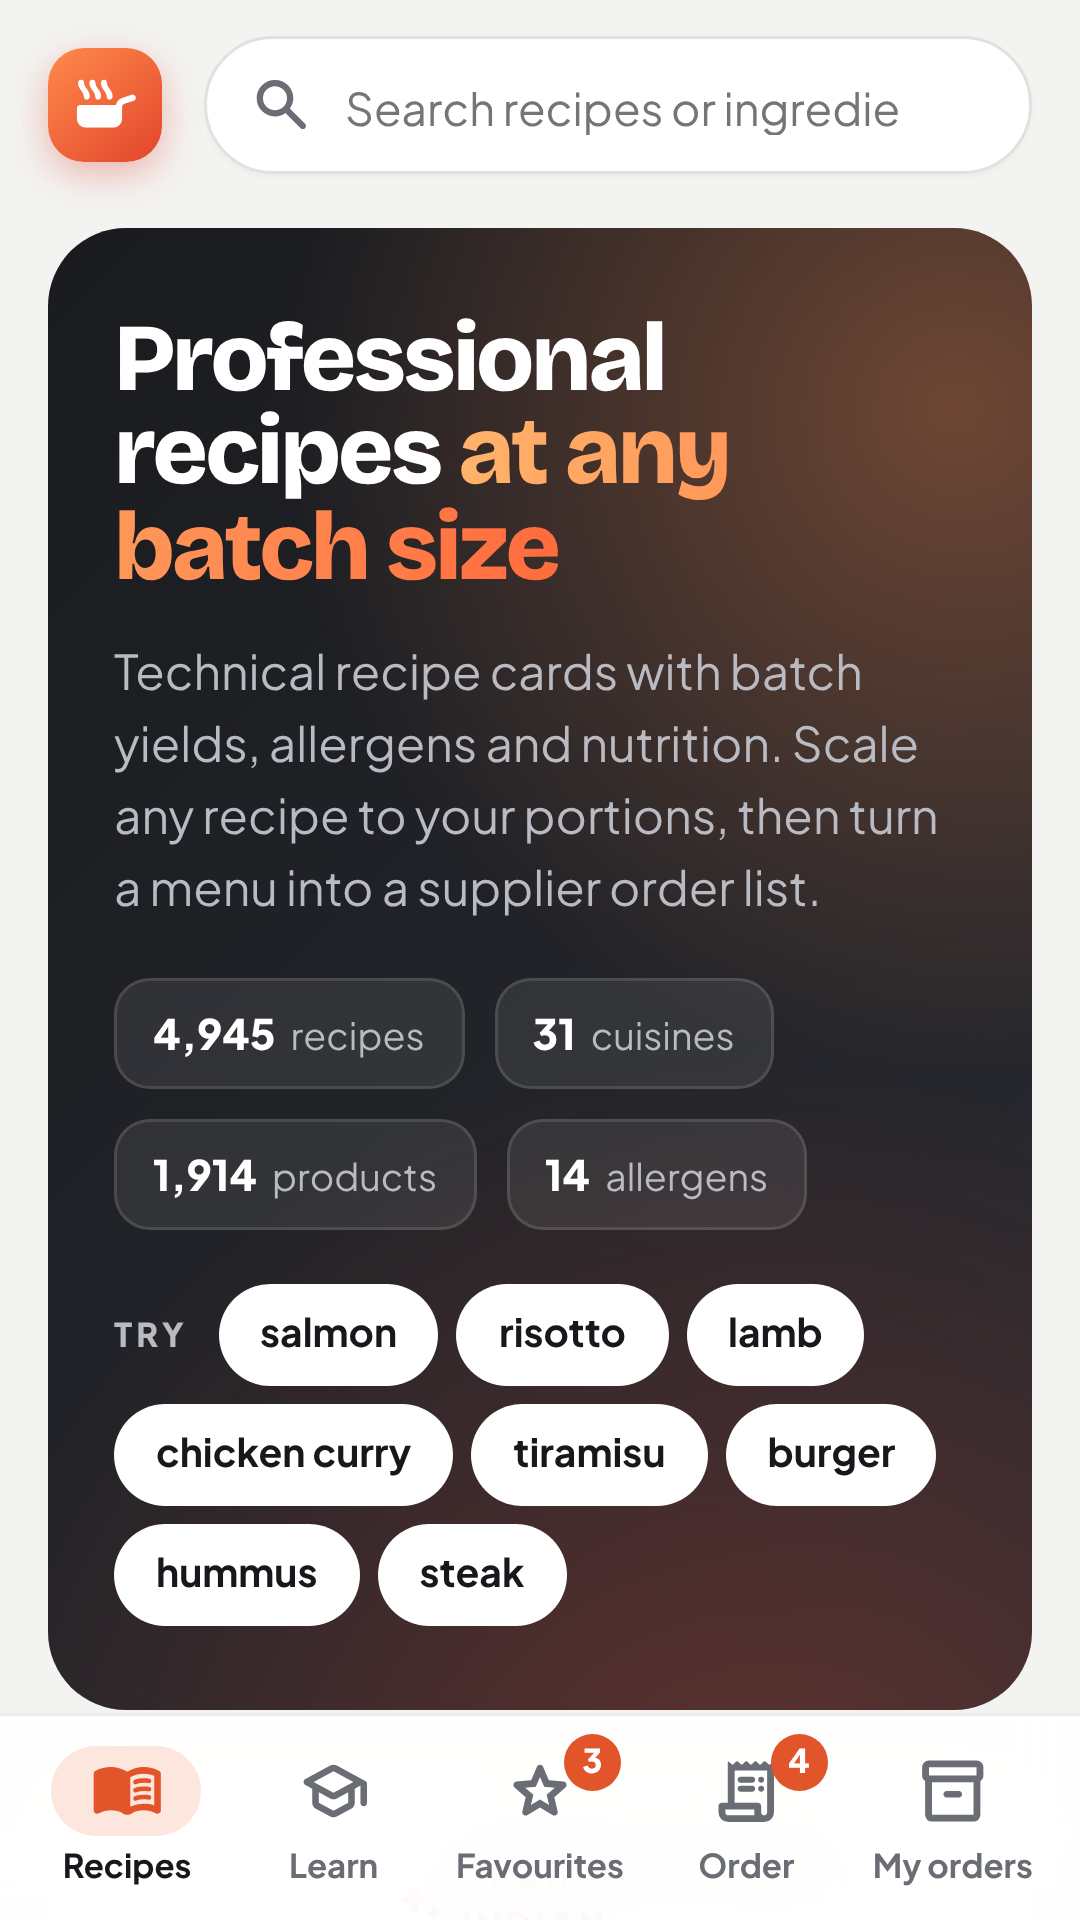 Search recipes or ingredie
Professional
recipes at any
batch size
Technical recipe cards with batch
yields, allergens and nutrition. Scale
any recipe to your portions, then turn
a menu into a supplier order list.
4,945 recipes
31 cuisines
1,914 products
14 allergens
TRY salmon risotto lamb
chicken curry tiramisu burger
hummus steak
3
4
Recipes Learn Favourites Order My orders